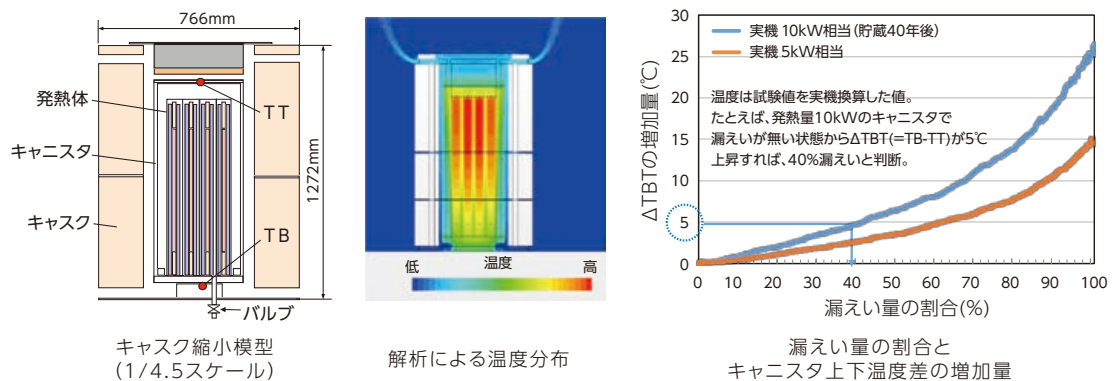 766mm
発熱体
キャニスタ
キャスク
TT
TB
バルブ
1272mm
キャスク縮小模型
(1/4.5スケール)
低
温度
高
解析による温度分布
ΔTBTの増加量(℃)
30
25
20
15
10
5
0
実機10kW相当(貯蔵40年後)
実機5kW相当
温度は試験値を実機換算した値。
たとえば、発熱量10kWのキャニスタで
漏えいが無い状態からΔTBT(=TB-TT)が5℃
上昇すれば、40%漏えいと判断。
0 10 20 30 40 50 60 70 80 90 100
漏えい量の割合(%)
漏えい量の割合と
キャニスタ上下温度差の増加量